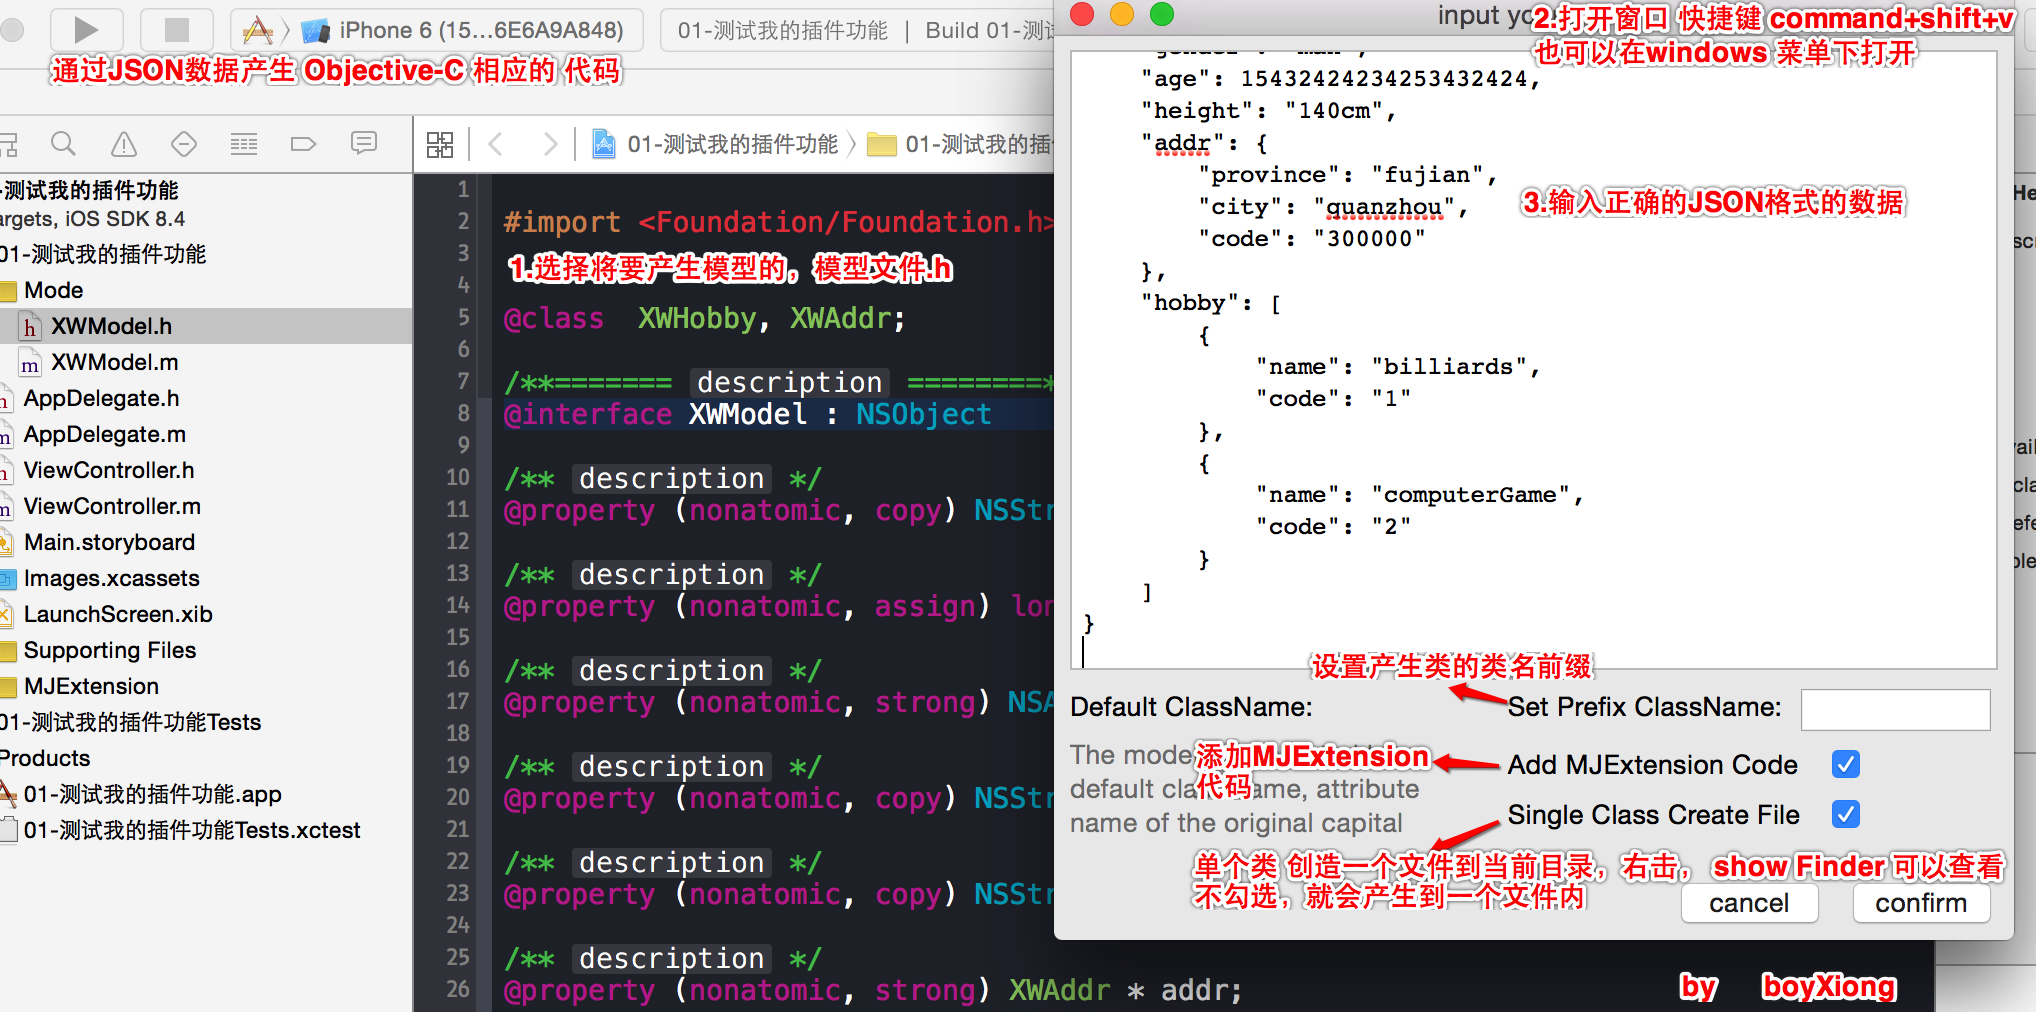 iPhone 6 (15...6E6A9A848)
01-测试我的插件功能 | Build 01-测试
通过JSON数据产生 Objective-C 相应的 代码
01-测试我的插件功能
01-测试我的插
-测试我的插件功能
argets, iOS SDK 8.4
01-测试我的插件功能
Mode
h XWModel.h
m XWModel.m
AppDelegate.h
m AppDelegate.m
ViewController.h
m ViewController.m
Main.storyboard
Images.xcassets
LaunchScreen.xib
Supporting Files
MJExtension
01-测试我的插件功能Tests
Products
01-测试我的插件功能.app
01-测试我的插件功能Tests.xctest
1
2 #import <Foundation/Foundation.h>
3
1.选择将要产生模型的，模型文件.h
4
5 @class  XWHobby, XWAddr;
6
7 /**======= description ========*
8 @interface XWModel : NSObject
9
10 /** description */
11 @property (nonatomic, copy) NSStr
12
13 /** description */
14 @property (nonatomic, assign) lon
15
16 /** description */
17 @property (nonatomic, strong) NSA
18
19 /** description */
20 @property (nonatomic, copy) NSStr
21
22 /** description */
23 @property (nonatomic, copy) NSStr
24
25 /** description */
26 @property (nonatomic, strong) XWAddr * addr;
input yo
2.打开窗口 快捷键 command+shift+v
也可以在windows 菜单下打开
"gender": "man",
"age": 15432424234253432424,
"height": "140cm",
"addr": {
"province": "fujian",
"city": "quanzhou",
"code": "300000"
},
3.输入正确的JSON格式的数据
"hobby": [
{
"name": "billiards",
"code": "1"
},
{
"name": "computerGame",
"code": "2"
}
]
}
设置产生类的类名前缀
Default ClassName:
Set Prefix ClassName:
The mode
default cla ame, attribute
name of the original capital
添加MJExtension
代码
Add MJExtension Code
Single Class Create File
单个类 创造一个文件到当前目录，右击， show Finder 可以查看
不勾选，就会产生到一个文件内
cancel
confirm
by boyXiong